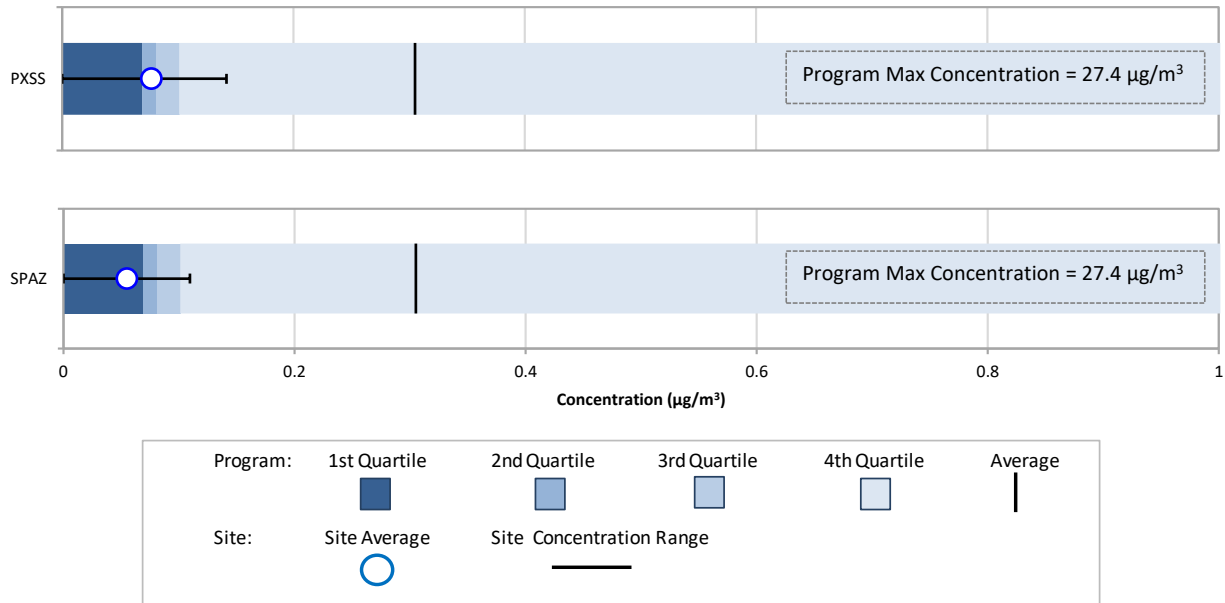 PXSS
Program Max Concentration = 27.4 µg/m³
SPAZ
Program Max Concentration = 27.4 µg/m³
0 0.2 0.4 0.6 0.8 1
Concentration (µg/m³)
Program: 1st Quartile 2nd Quartile 3rd Quartile 4th Quartile Average
Site: Site Average Site Concentration Range